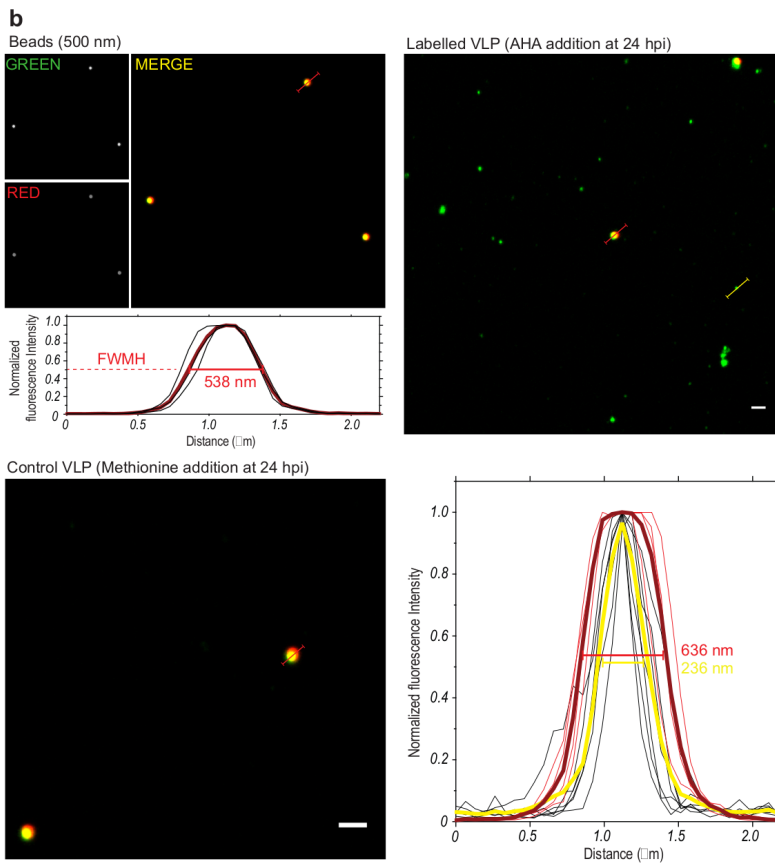 b
Beads (500 nm)
GREEN
MERGE
RED
Normalized
fluorescence Intensity
1.0
0.8
0.6
0.4
0.2
0.0
FWMH
538 nm
0
0.5
1.0
1.5
2.0
Distance (□m)
Labelled VLP (AHA addition at 24 hpi)
Control VLP (Methionine addition at 24 hpi)
Normalized fluorescence Intensity
1.0
0.8
0.6
0.4
0.2
0
636 nm
236 nm
0
0.5
1.0
1.5
2.0
Distance (□m)